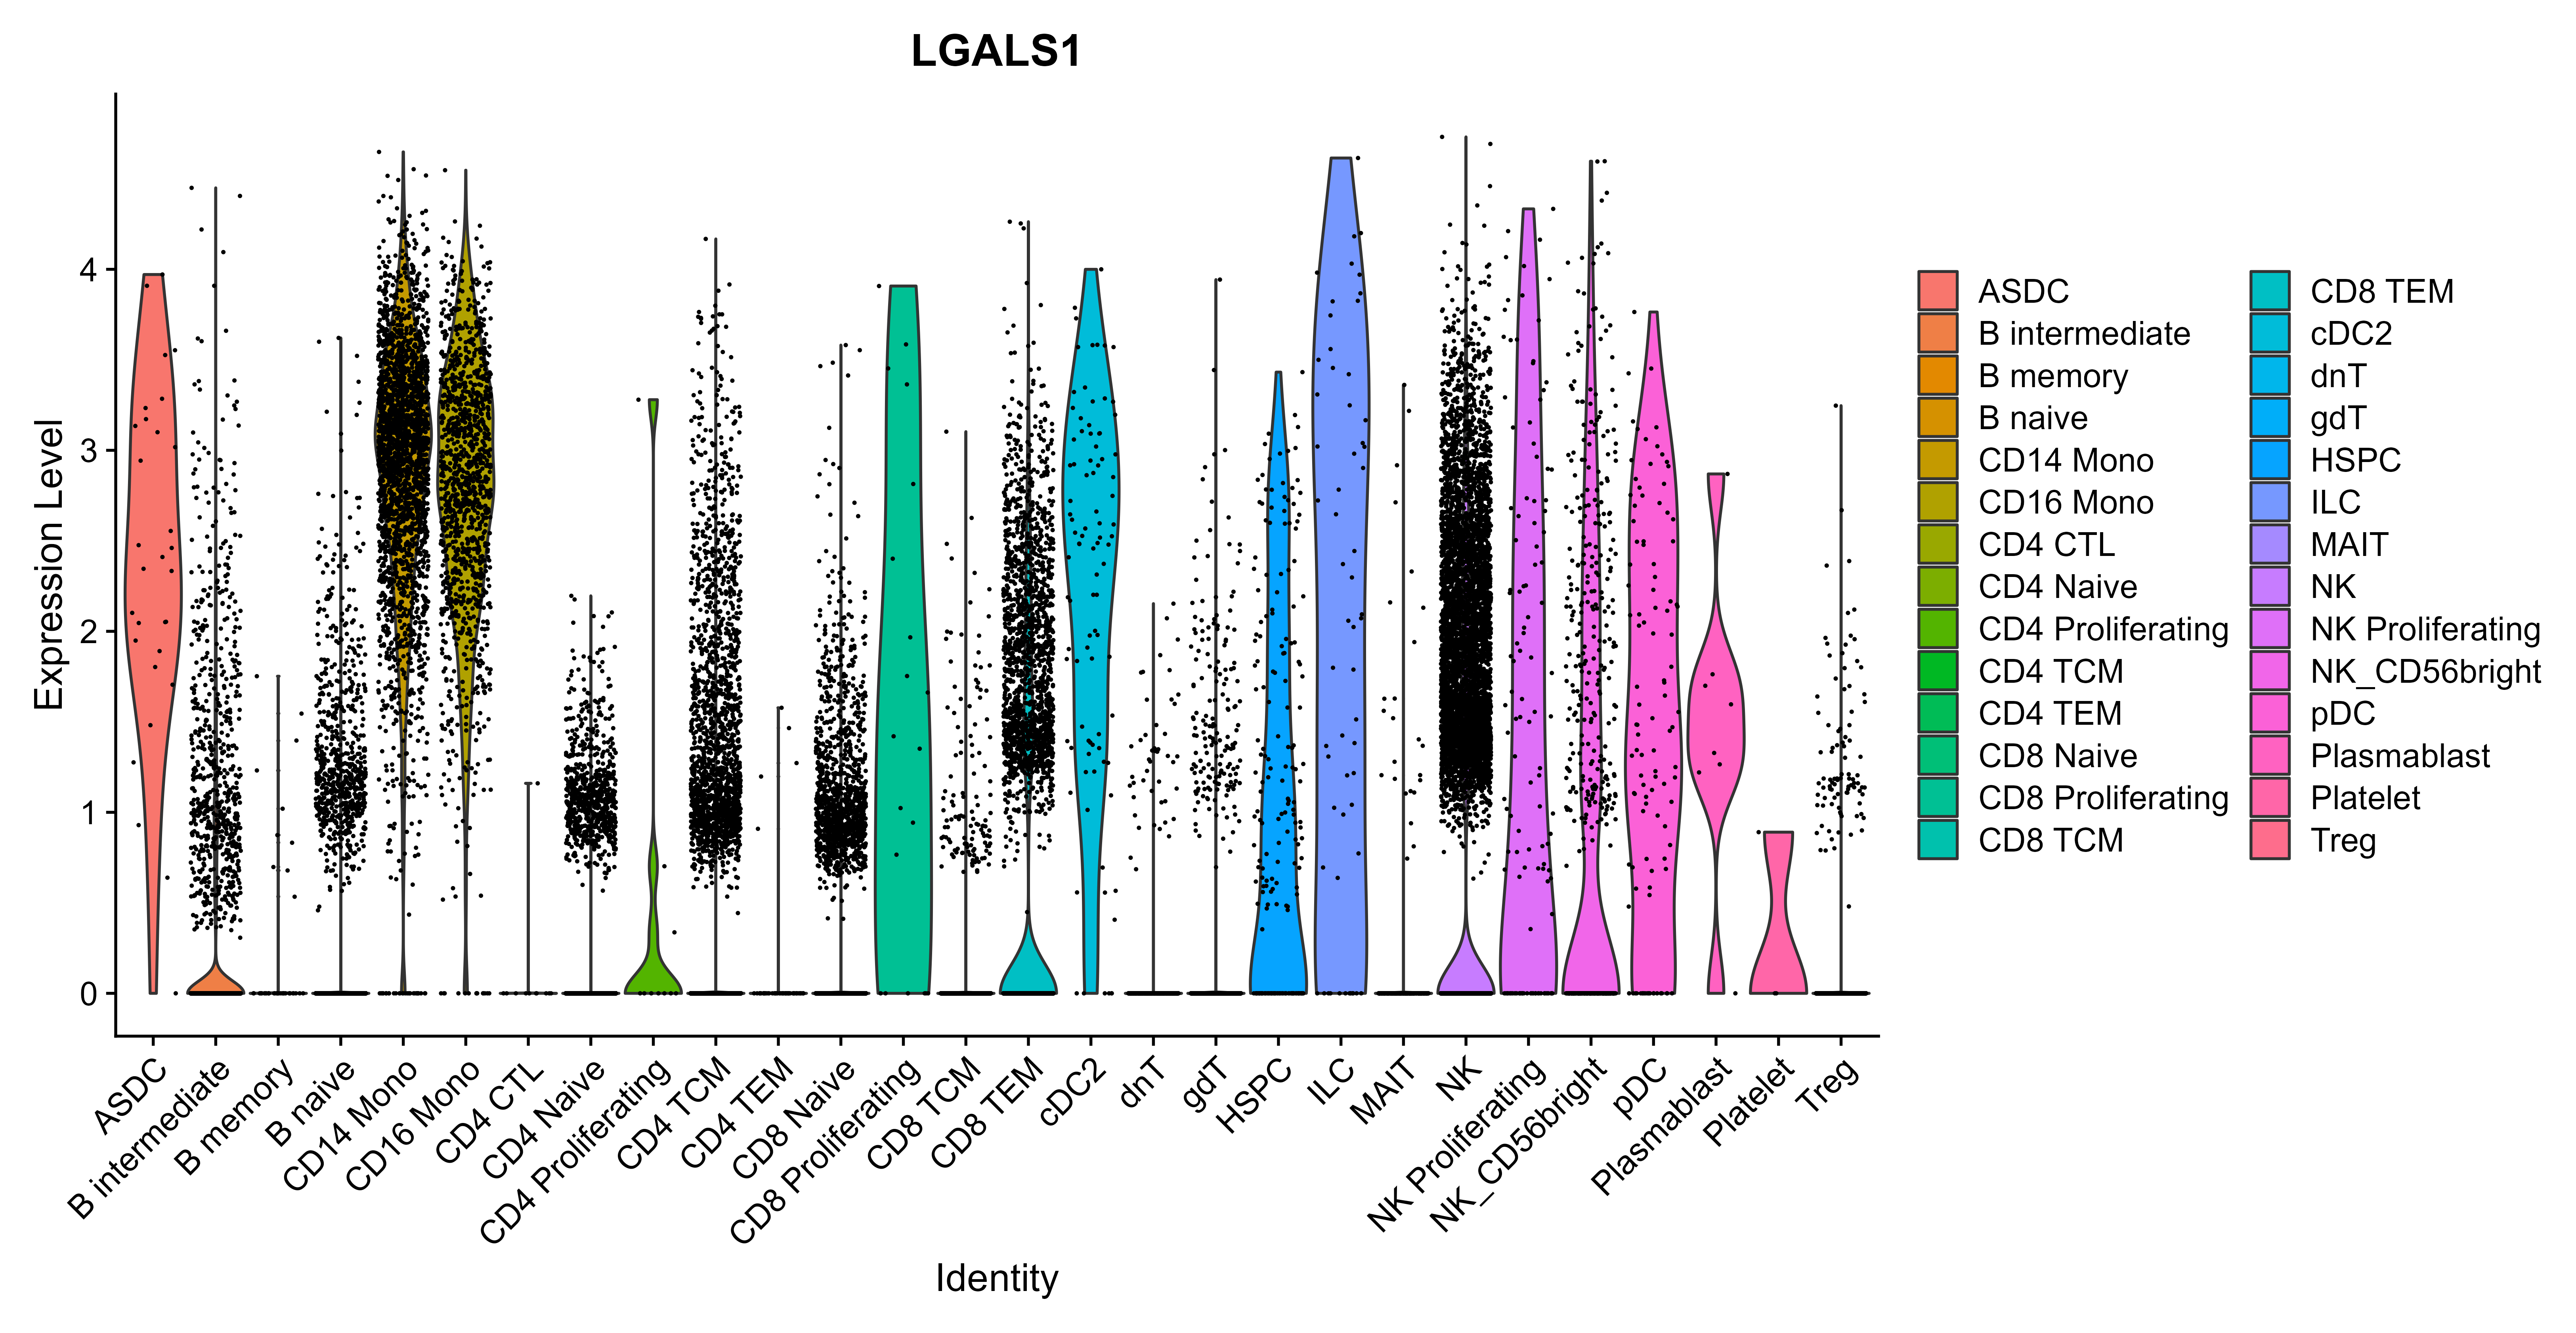 LGALS1
Expression Level
4
3
2
1
0
ASDC
B intermediate
B memory
B naive
CD14 Mono
CD16 Mono
CD4 CTL
CD4 Naive
CD4 Proliferating
CD4 TCM
CD4 TEM
CD8 Naive
CD8 Proliferating
CD8 TCM
CD8 TEM
cDC2
dnT
gdT
HSPC
ILC
MAIT
NK
NK Proliferating
NK_CD56bright
pDC
Plasmablast
Platelet
Treg
Identity
ASDC
B intermediate
B memory
B naive
CD14 Mono
CD16 Mono
CD4 CTL
CD4 Naive
CD4 Proliferating
CD4 TCM
CD4 TEM
CD8 Naive
CD8 Proliferating
CD8 TCM
CD8 TEM
cDC2
dnT
gdT
HSPC
ILC
MAIT
NK
NK Proliferating
NK_CD56bright
pDC
Plasmablast
Platelet
Treg